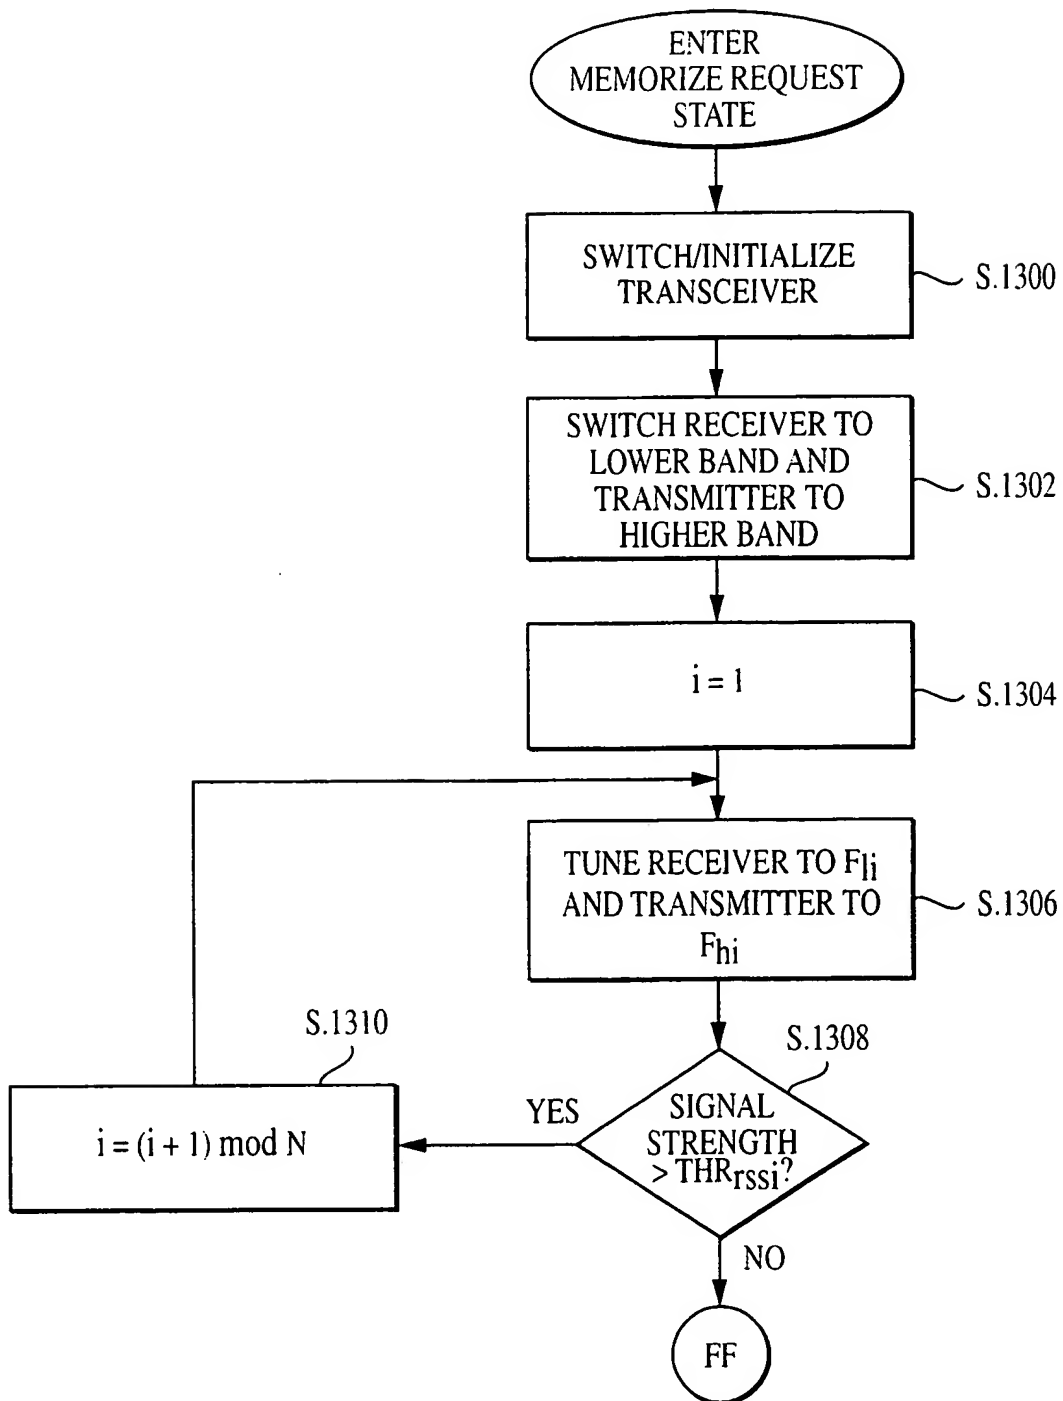 ENTER
MEMORIZE REQUEST
STATE
SWITCH/INITIALIZE
TRANSCEIVER
S.1300
SWITCH RECEIVER TO
LOWER BAND AND
TRANSMITTER TO
HIGHER BAND
S.1302
i = 1
S.1304
TUNE RECEIVER TO Fli
AND TRANSMITTER TO
Fhi
S.1306
S.1310
i = (i + 1) mod N
S.1308
YES
SIGNAL
STRENGTH
> THRrssi?
NO
FF